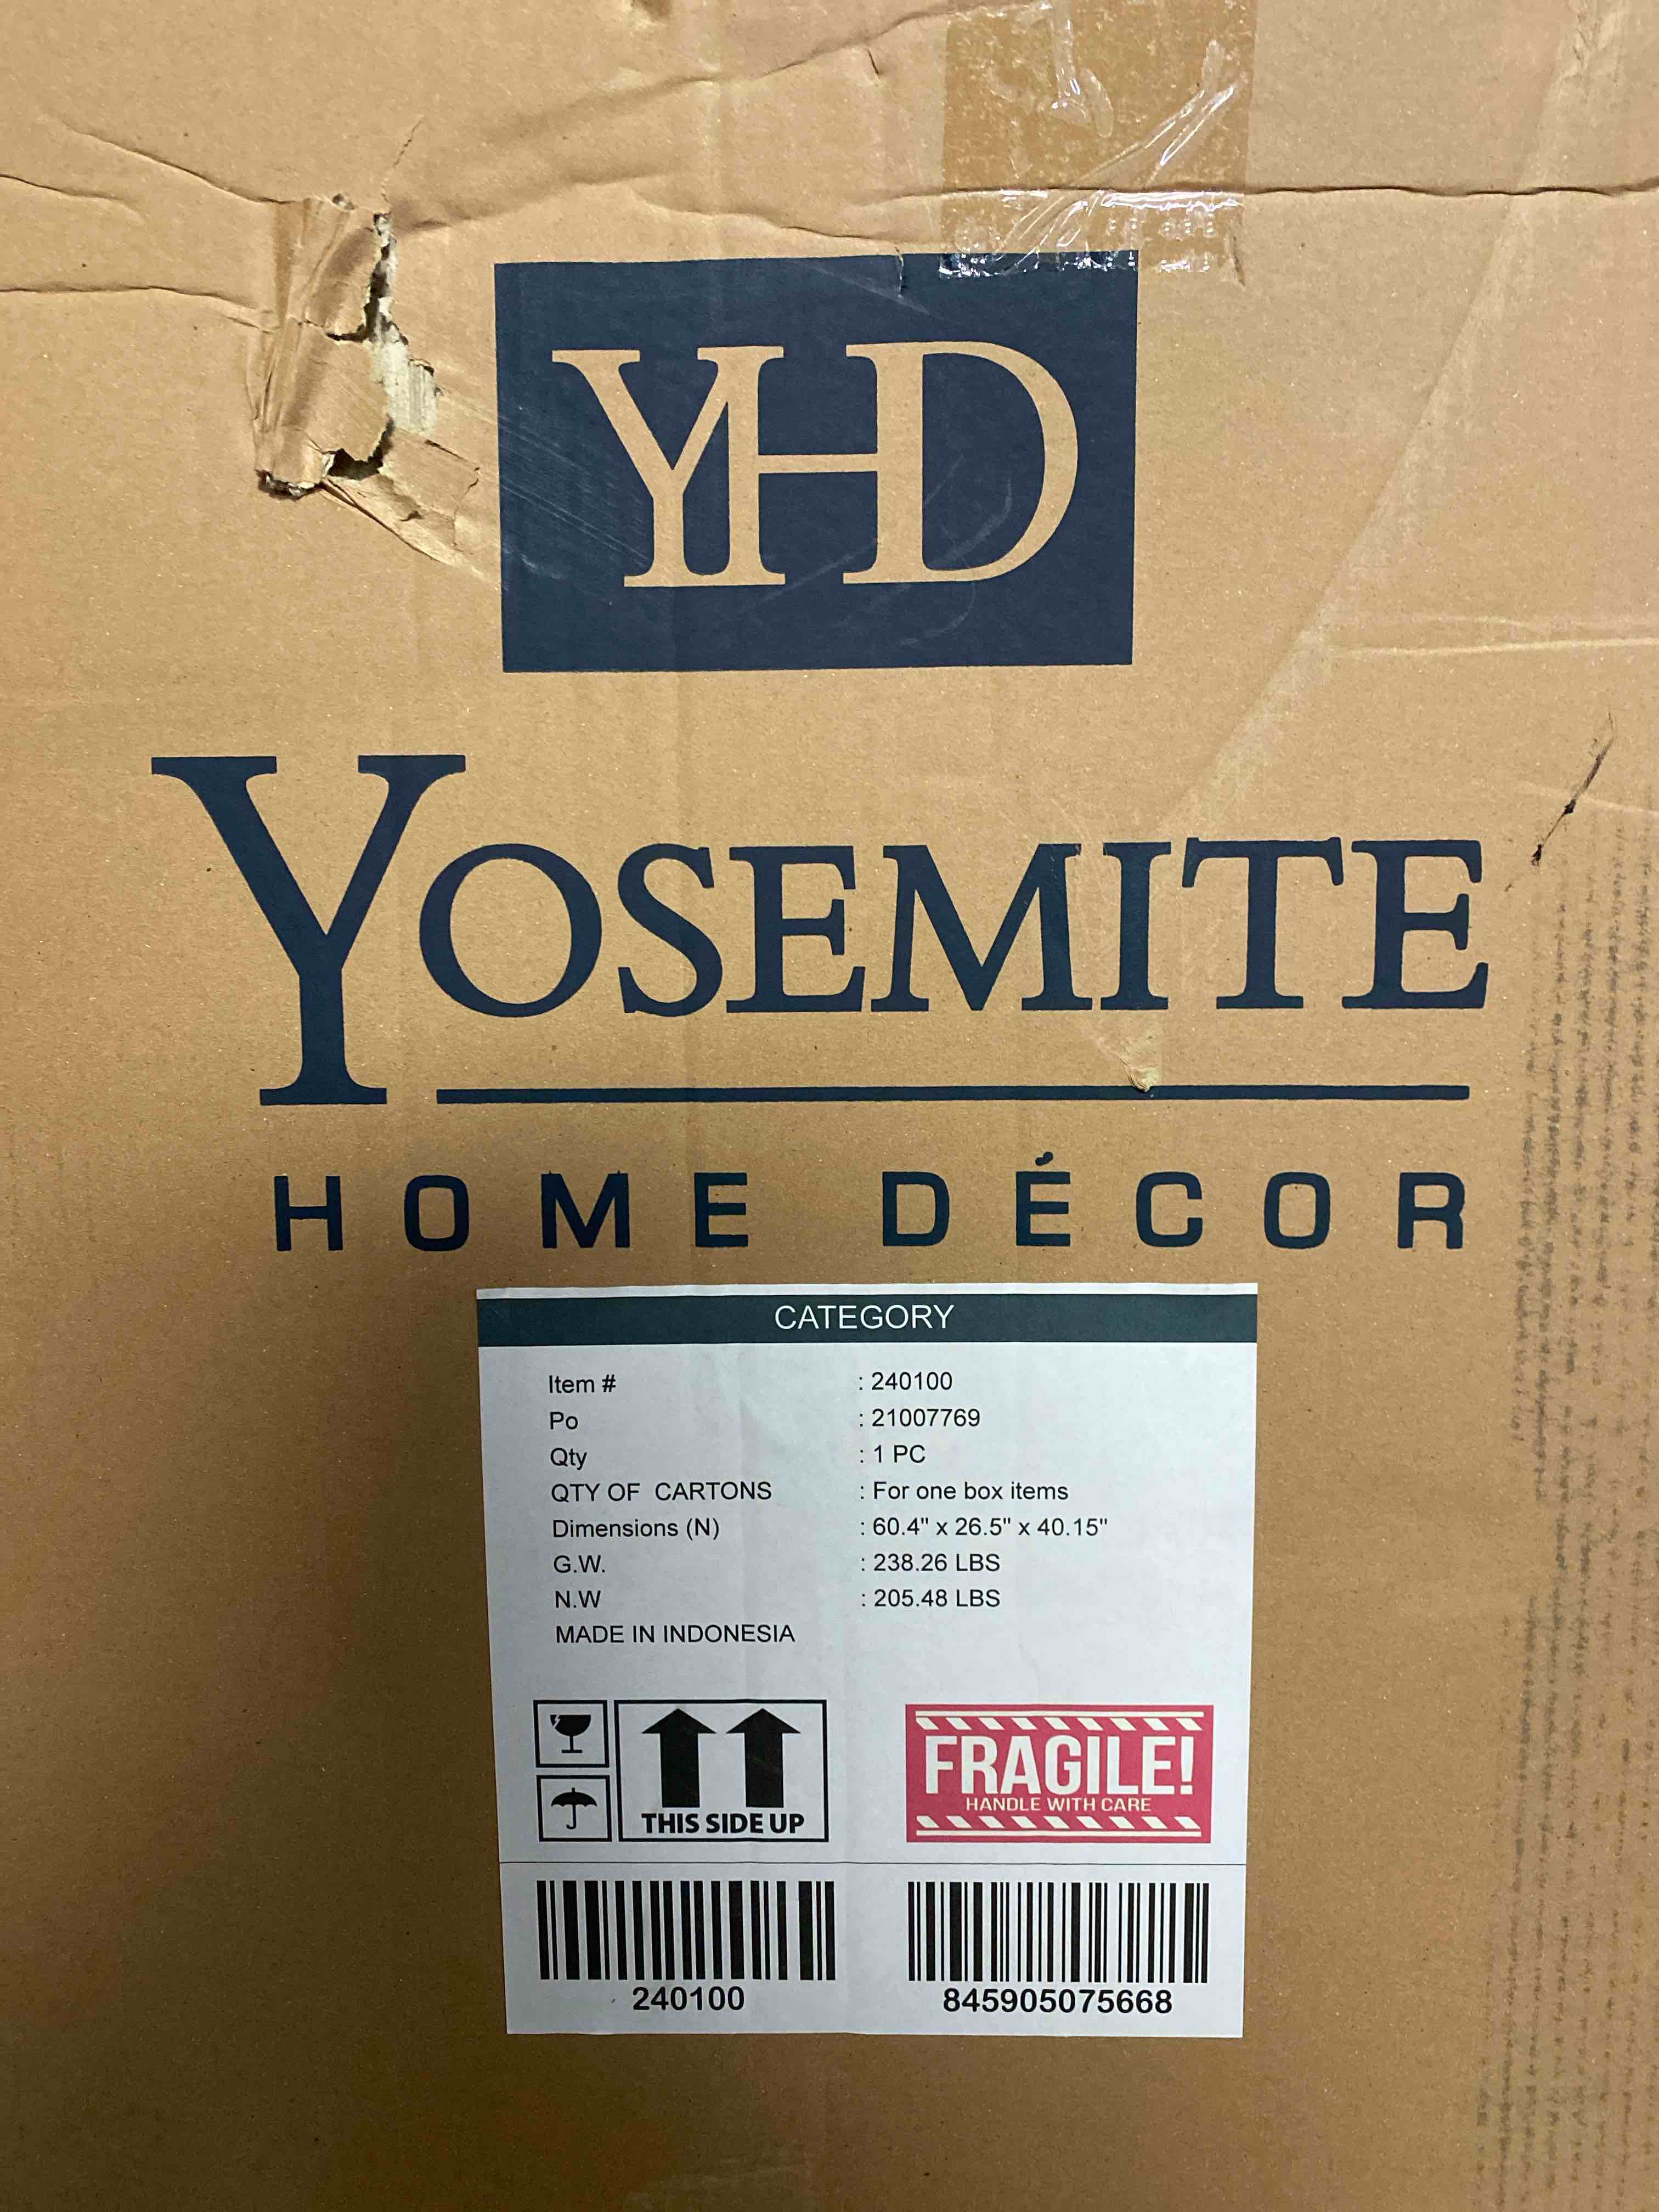 YHD
YOSEMITE
HOME DÉCOR
CATEGORY
Item # : 240100
Po : 21007769
Qty : 1 PC
QTY OF CARTONS : For one box items
Dimensions (N) : 60.4" x 26.5" x 40.15"
G.W. : 238.26 LBS
N.W : 205.48 LBS
MADE IN INDONESIA
THIS SIDE UP
FRAGILE!
HANDLE WITH CARE
240100
845905075668